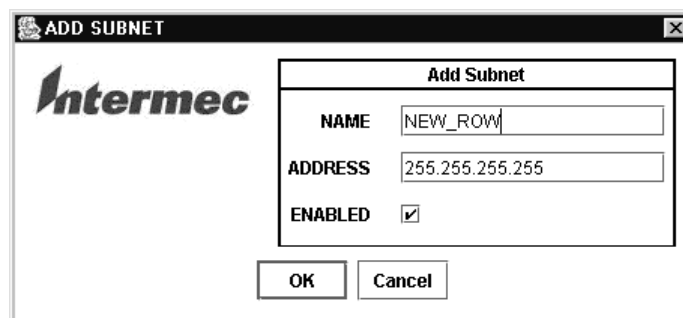 ADD SUBNET
Intermec
Add Subnet
NAME NEW_ROW
ADDRESS 255.255.255.255
ENABLED
OK Cancel